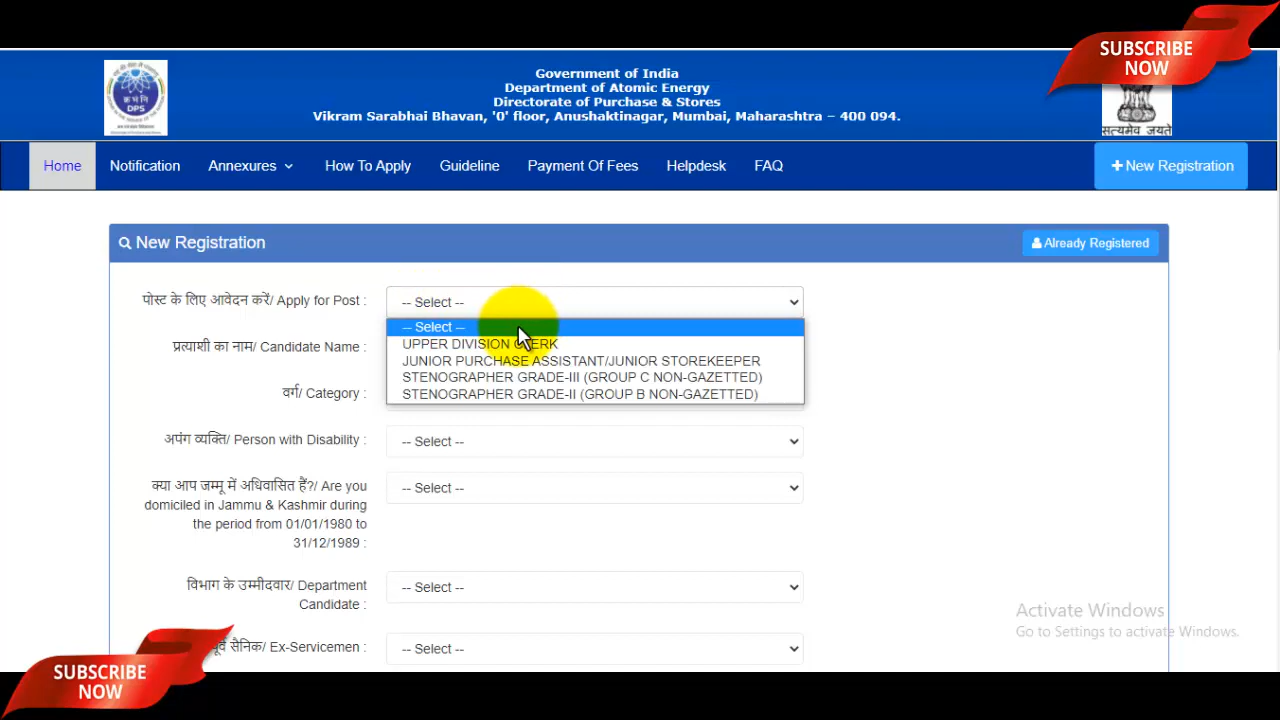 SUBSCRIBE
NOW
Government of India
Department of Atomic Energy
Directorate of Purchase & Stores
Vikram Sarabhai Bhavan, '0' floor, Anushaktinagar, Mumbai, Maharashtra – 400 094.
DPS
सत्यमेव जयते
Home Notification Annexures How To Apply Guideline Payment Of Fees Helpdesk FAQ New Registration
New Registration Already Registered
पोस्ट के लिए आवेदन करें/ Apply for Post : -- Select --
-- Select --
UPPER DIVISION CLERK
प्रत्याशी का नाम/ Candidate Name :
JUNIOR PURCHASE ASSISTANT/JUNIOR STOREKEEPER
STENOGRAPHER GRADE-III (GROUP C NON-GAZETTED)
वर्ग/ Category :
STENOGRAPHER GRADE-II (GROUP B NON-GAZETTED)
अपंग व्यक्ति/ Person with Disability : -- Select --
क्या आप जम्मू में अधिवासित हैं?/ Are you -- Select --
domiciled in Jammu & Kashmir during
the period from 01/01/1980 to
31/12/1989 :
विभाग के उम्मीदवार/ Department -- Select --
Candidate :
Activate Windows
Go to Settings to activate Windows.
पूर्व सैनिक/ Ex-Servicemen : -- Select --
SUBSCRIBE
NOW